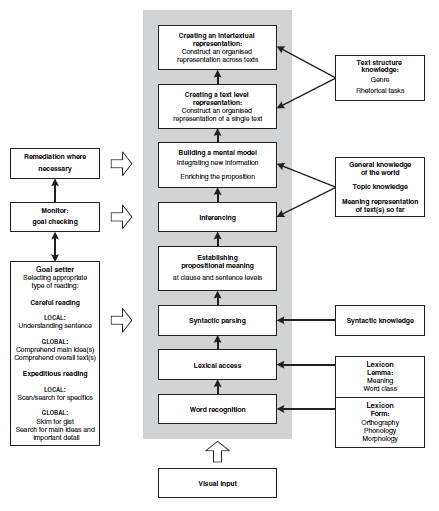 Remediation where
necessary
Monitor:
goal checking
Goal setter
Selecting appropriate
type of reading:
Careful reading
LOCAL:
Understanding sentence
GLOBAL:
Comprehend main idea(s)
Comprehend overall text(s)
Expeditious reading
LOCAL:
Scan/search for specifics
GLOBAL:
Skim for gist
Search for main ideas and
important detail
Creating an intertextual
representation:
Construct an organised
representation across texts
Creating a text level
representation:
Construct an organised
representation of a single text
Building a mental model
Integrating new information
Enriching the proposition
Inferencing
Establishing
propositional meaning
at clause and sentence levels
Syntactic parsing
Lexical access
Word recognition
Visual input
Text structure
knowledge:
Genre
Rhetorical tasks
General knowledge
of the world
Topic knowledge
Meaning representation
of text(s) so far
Syntactic knowledge
Lexicon
Lemma:
Meaning
Word class
Lexicon
Form:
Orthography
Phonology
Morphology